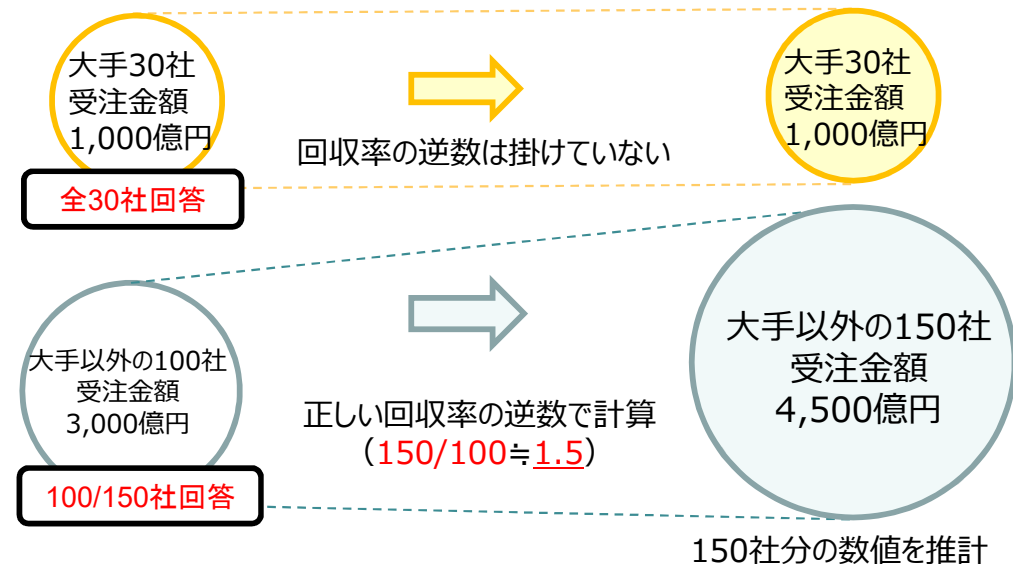 大手30社
受注金額
1,000億円
全30社回答
回収率の逆数は掛けていない
大手30社
受注金額
1,000億円
大手以外の100社
受注金額
3,000億円
100/150社回答
正しい回収率の逆数で計算
（150/100≒1.5）
大手以外の150社
受注金額
4,500億円
150社分の数値を推計